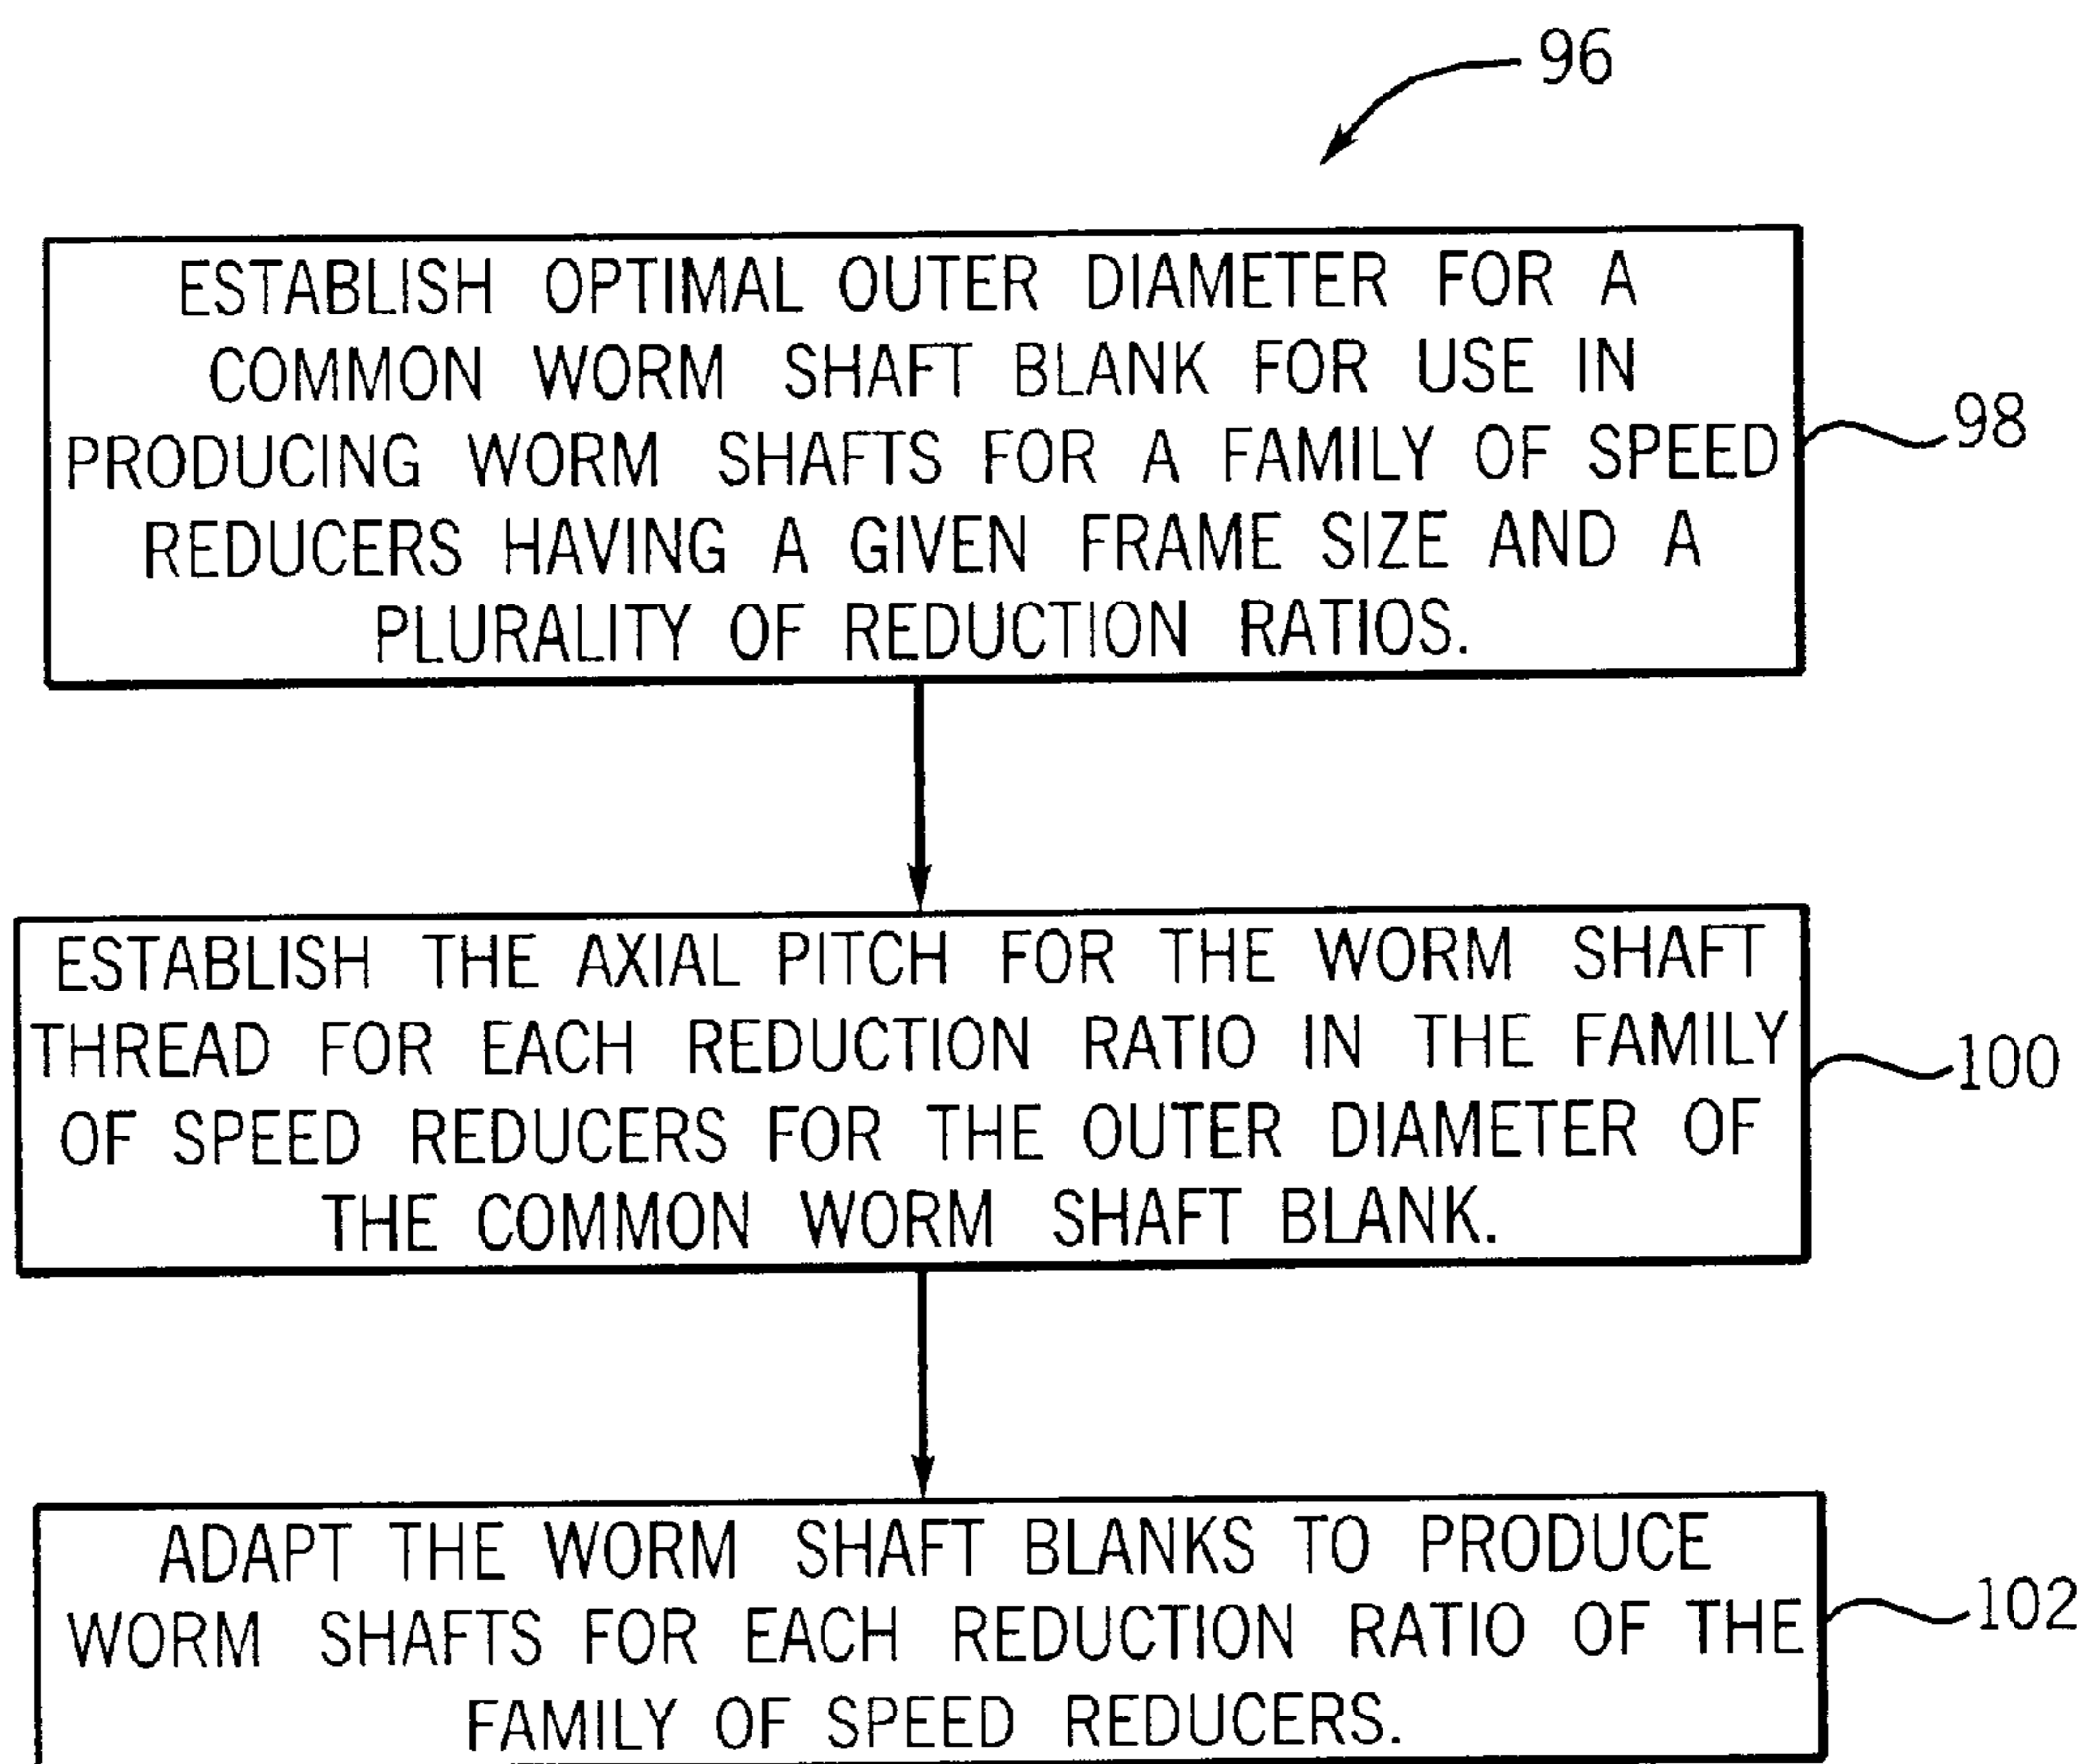 96
ESTABLISH OPTIMAL OUTER DIAMETER FOR A
COMMON WORM SHAFT BLANK FOR USE IN
PRODUCING WORM SHAFTS FOR A FAMILY OF SPEED
REDUCERS HAVING A GIVEN FRAME SIZE AND A
PLURALITY OF REDUCTION RATIOS.
98
ESTABLISH THE AXIAL PITCH FOR THE WORM SHAFT
THREAD FOR EACH REDUCTION RATIO IN THE FAMILY
OF SPEED REDUCERS FOR THE OUTER DIAMETER OF
THE COMMON WORM SHAFT BLANK.
100
ADAPT THE WORM SHAFT BLANKS TO PRODUCE
WORM SHAFTS FOR EACH REDUCTION RATIO OF THE
FAMILY OF SPEED REDUCERS.
102